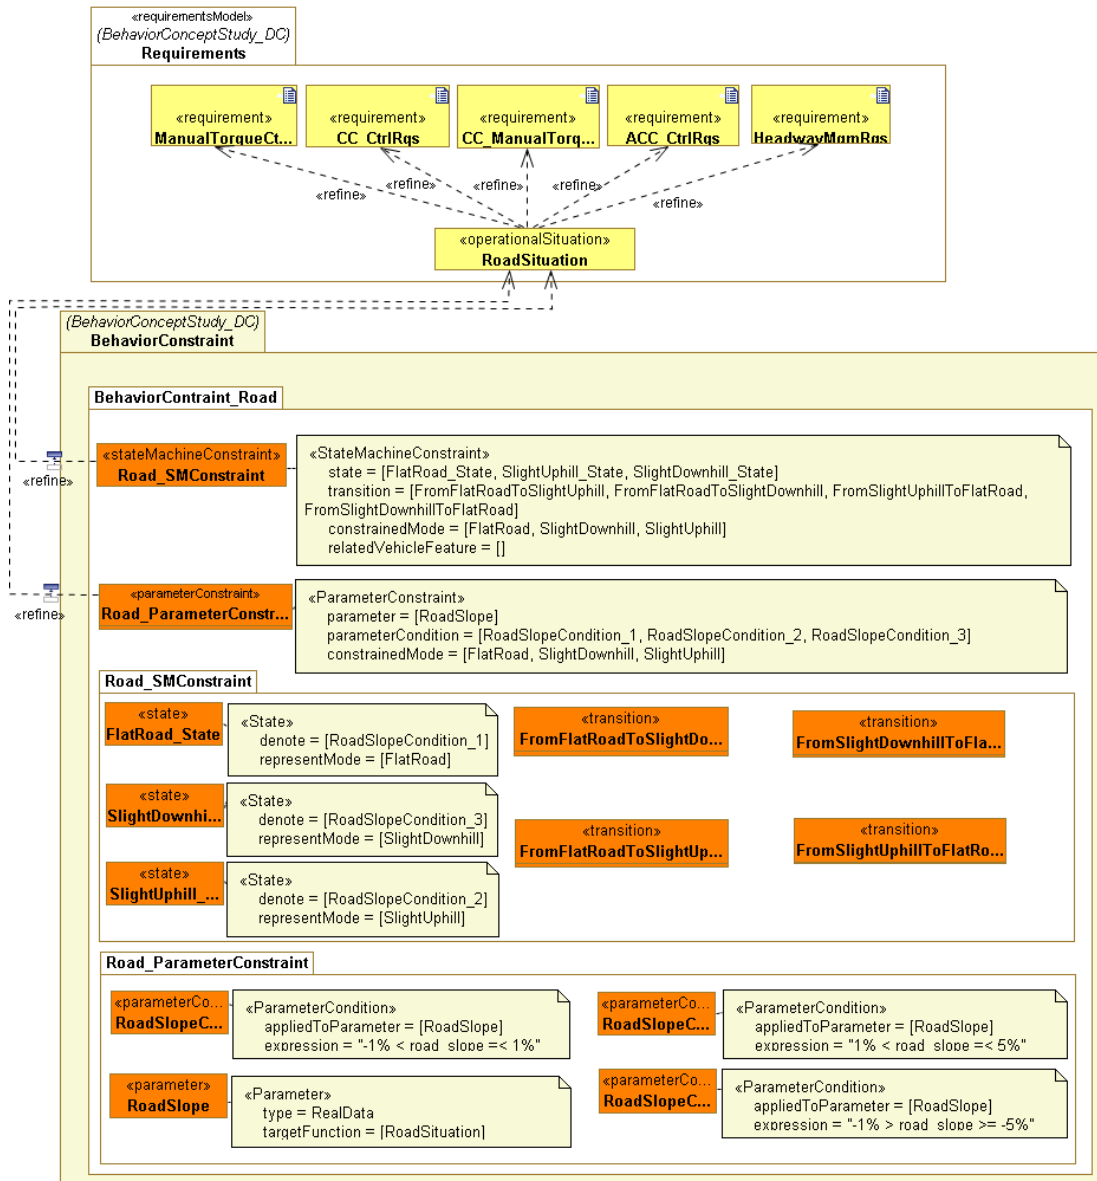 «requirementsModel»
(BehaviorConceptStudy_DC)
Requirements
«requirement»
ManualTorqueCt...
«requirement»
CC_CtrlRqs
«requirement»
CC_ManualTorq...
«requirement»
ACC_CtrlRqs
«requirement»
HeadwayMgmRqs
«refine»
«refine»
«refine»
«refine»
«refine»
«operationalSituation»
RoadSituation
(BehaviorConceptStudy_DC)
BehaviorConstraint
BehaviorContraint_Road
«stateMachineConstraint»
Road_SMConstraint
«refine»
«StateMachineConstraint»
state = [FlatRoad_State, SlightUphill_State, SlightDownhill_State]
transition = [FromFlatRoadToSlightUphill, FromFlatRoadToSlightDownhill, FromSlightUphillToFlatRoad,
FromSlightDownhillToFlatRoad]
constrainedMode = [FlatRoad, SlightDownhill, SlightUphill]
relatedVehicleFeature = []
«parameterConstraint»
Road_ParameterConstr...
«refine»
«ParameterConstraint»
parameter = [RoadSlope]
parameterCondition = [RoadSlopeCondition_1, RoadSlopeCondition_2, RoadSlopeCondition_3]
constrainedMode = [FlatRoad, SlightDownhill, SlightUphill]
Road_SMConstraint
«state»
FlatRoad_State
«State»
denote = [RoadSlopeCondition_1]
representMode = [FlatRoad]
«transition»
FromFlatRoadToSlightDo...
«transition»
FromSlightDownhillToFla...
«state»
SlightDownhi...
«State»
denote = [RoadSlopeCondition_3]
representMode = [SlightDownhill]
«transition»
FromFlatRoadToSlightUp...
«transition»
FromSlightUphillToFlatRo...
«state»
SlightUphill_...
«State»
denote = [RoadSlopeCondition_2]
representMode = [SlightUphill]
Road_ParameterConstraint
«parameterCo...
RoadSlopeC...
«ParameterCondition»
appliedToParameter = [RoadSlope]
expression = "-1% < road_slope =< 1%"
«parameterCo...
RoadSlopeC...
«ParameterCondition»
appliedToParameter = [RoadSlope]
expression = "1% < road_slope =< 5%"
«parameter»
RoadSlope
«Parameter»
type = RealData
targetFunction = [RoadSituation]
«parameterCo...
RoadSlopeC...
«ParameterCondition»
appliedToParameter = [RoadSlope]
expression = "-1% > road_slope >= -5%"